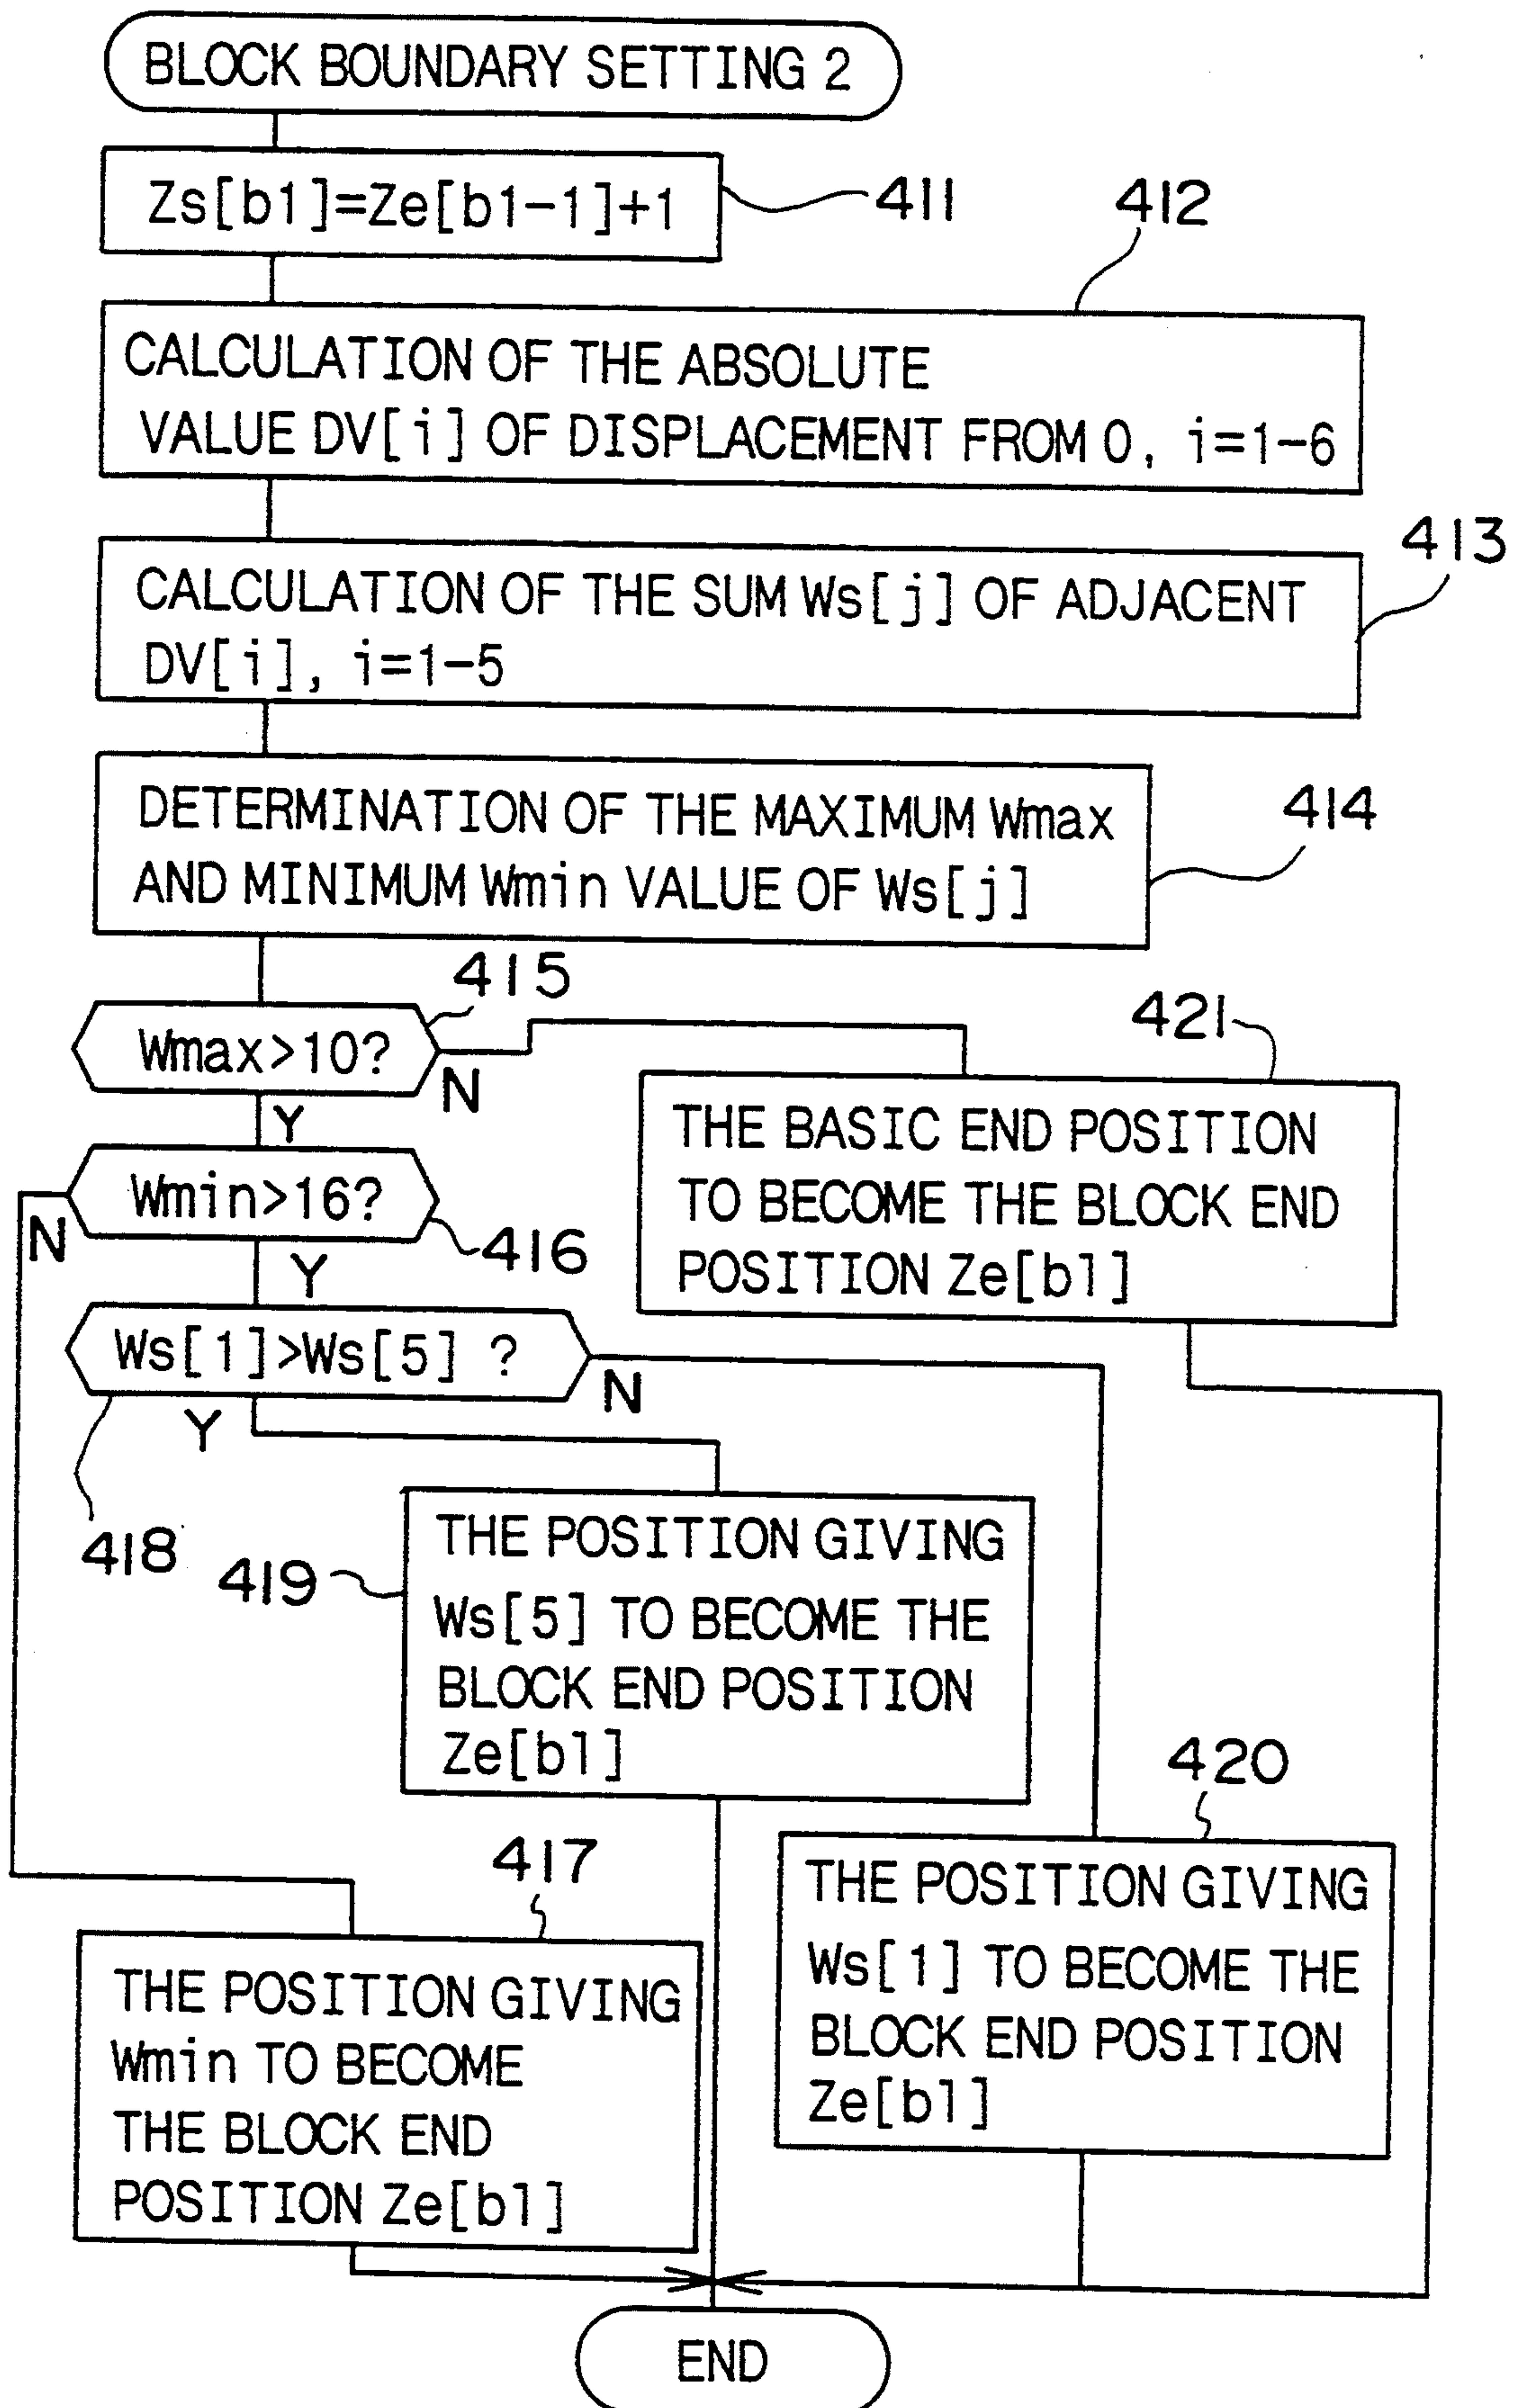 BLOCK BOUNDARY SETTING 2
Zs[b1]=Ze[b1-1]+1
411
412
CALCULATION OF THE ABSOLUTE
VALUE DV[i] OF DISPLACEMENT FROM 0, i=1-6
413
CALCULATION OF THE SUM Ws[j] OF ADJACENT
DV[i], i=1-5
DETERMINATION OF THE MAXIMUM Wmax
AND MINIMUM Wmin VALUE OF Ws[j]
414
415
Wmax>10?
N
Y
421
THE BASIC END POSITION
TO BECOME THE BLOCK END
POSITION Ze[b1]
Wmin>16?
N
416
Y
Ws[1]>Ws[5] ?
N
Y
418
419
THE POSITION GIVING
Ws[5] TO BECOME THE
BLOCK END POSITION
Ze[b1]
420
THE POSITION GIVING
Ws[1] TO BECOME THE
BLOCK END POSITION
Ze[b1]
417
THE POSITION GIVING
Wmin TO BECOME
THE BLOCK END
POSITION Ze[b1]
END